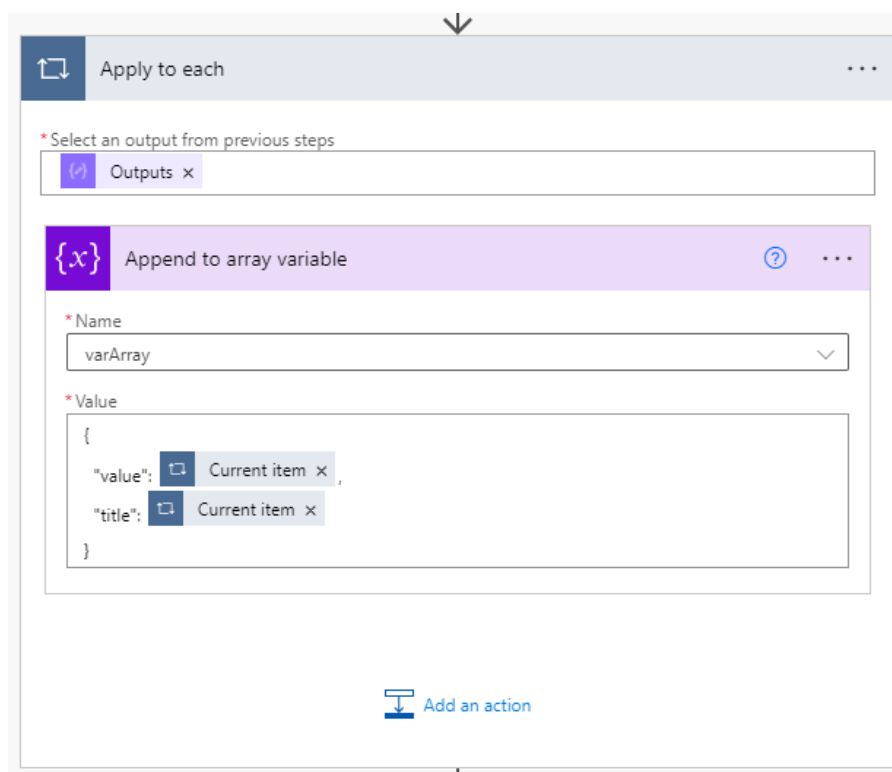 Apply to each
* Select an output from previous steps
Outputs ×
{x} Append to array variable ?
* Name
varArray
* Value
{
"value": Current item × ,
"title": Current item ×
}
Add an action